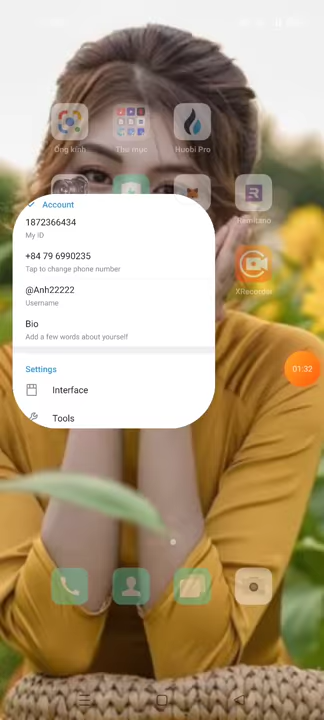 Ống kính
Thư mục
Huobi Pro
Remitano
XRecorder
Account
1872366434
My ID
+84 79 6990235
Tap to change phone number
@Anh22222
Username
Bio
Add a few words about yourself
Settings
Interface
Tools
01:32